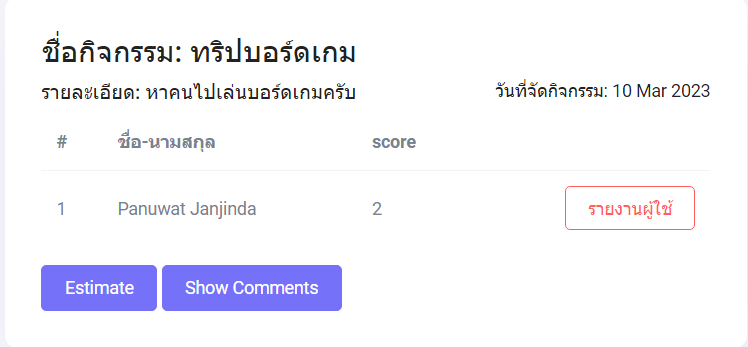 ชื่อกิจกรรม: ทริปบอร์ดเกม
รายละเอียด: หาคนไปเล่นบอร์ดเกมครับ วันที่จัดกิจกรรม: 10 Mar 2023
# ชื่อ-นามสกุล score
1 Panuwat Janjinda 2 รายงานผู้ใช้
Estimate Show Comments